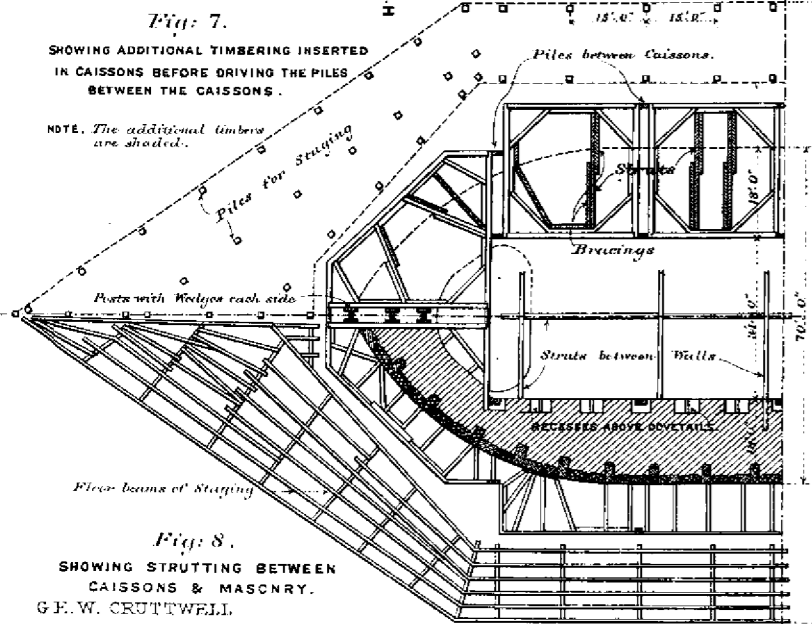 Fig: 7.
SHOWING ADDITIONAL TIMBERING INSERTED
IN CAISSONS BEFORE DRIVING THE PILES
BETWEEN THE CAISSONS.
NOTE. The additional timbers
are shaded.
15'.0" 15'.0"
Piles between Caissons.
Piles for Staging
Struts
18'.0"
Bracings
Posts with Wedges each side
70'.0"
Struts between Walls
RECESSES ABOVE DOVETAILS.
Floor beams of Staging
Fig: 8.
SHOWING STRUTTING BETWEEN
CAISSONS & MASONRY.
G.E.W. CRUTTWELL